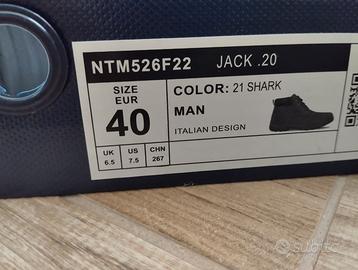 NTM526F22 JACK .20
SIZE EUR
40
COLOR: 21 SHARK
MAN
ITALIAN DESIGN
UK 6.5
US 7.5
CHN 267
subito